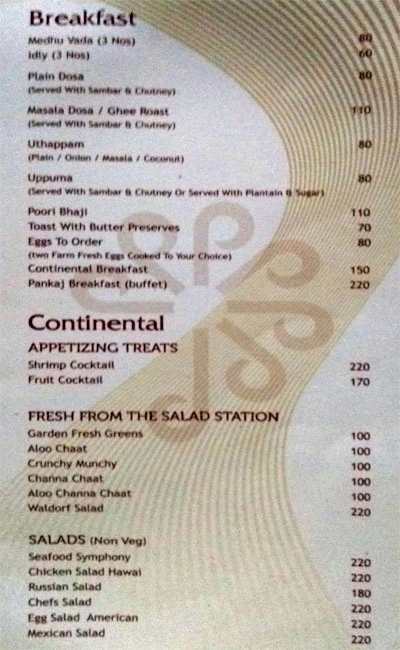 Breakfast
Medhu Vada (3 Nos) 80
Idly (3 Nos) 60
Plain Dosa 80
(Served With Sambar & Chutney)
Masala Dosa / Ghee Roast 110
(Served With Sambar & Chutney)
Uthappam 80
(Plain / Onion / Masala / Coconut)
Uppuma 80
(Served With Sambar & Chutney Or Served With Plantain & Sugar)
Poori Bhaji 110
Toast With Butter Preserves 70
Eggs To Order 80
(two Farm Fresh Eggs Cooked To Your Choice)
Continental Breakfast 150
Pankaj Breakfast (buffet) 220
Continental
APPETIZING TREATS
Shrimp Cocktail 220
Fruit Cocktail 170
FRESH FROM THE SALAD STATION
Garden Fresh Greens 100
Aloo Chaat 100
Crunchy Munchy 100
Channa Chaat 100
Aloo Channa Chaat 100
Waldorf Salad 220
SALADS (Non Veg)
Seafood Symphony 220
Chicken Salad Hawai 220
Russian Salad 180
Chefs Salad 220
Egg Salad American 220
Mexican Salad 220